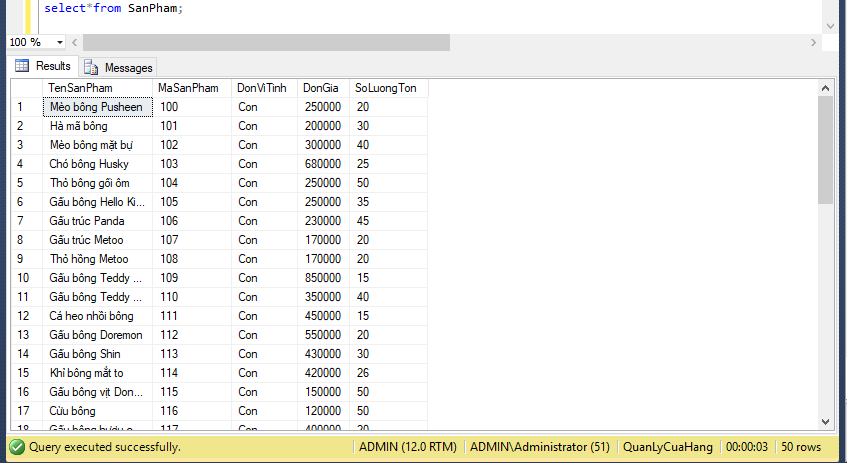 select*from SanPham;
100 %
Results Messages
TenSanPham MaSanPham DonViTinh DonGia SoLuongTon
1 Mèo bông Pusheen 100 Con 250000 20
2 Hà mã bông 101 Con 200000 30
3 Mèo bông mặt bự 102 Con 300000 40
4 Chó bông Husky 103 Con 680000 25
5 Thỏ bông gối ôm 104 Con 250000 50
6 Gấu bông Hello Ki... 105 Con 250000 35
7 Gấu trúc Panda 106 Con 230000 45
8 Gấu trúc Metoo 107 Con 170000 20
9 Thỏ hồng Metoo 108 Con 170000 20
10 Gấu bông Teddy ... 109 Con 850000 15
11 Gấu bông Teddy ... 110 Con 350000 40
12 Cá heo nhồi bông 111 Con 450000 15
13 Gấu bông Doremon 112 Con 550000 20
14 Gấu bông Shin 113 Con 430000 30
15 Khỉ bông mắt to 114 Con 420000 26
16 Gấu bông vịt Don... 115 Con 150000 50
17 Cừu bông 116 Con 120000 50
18 Gấu bông hươu c... 117 Con 400000 20
Query executed successfully. ADMIN (12.0 RTM) ADMIN\Administrator (51) QuanLyCuaHang 00:00:03 50 rows